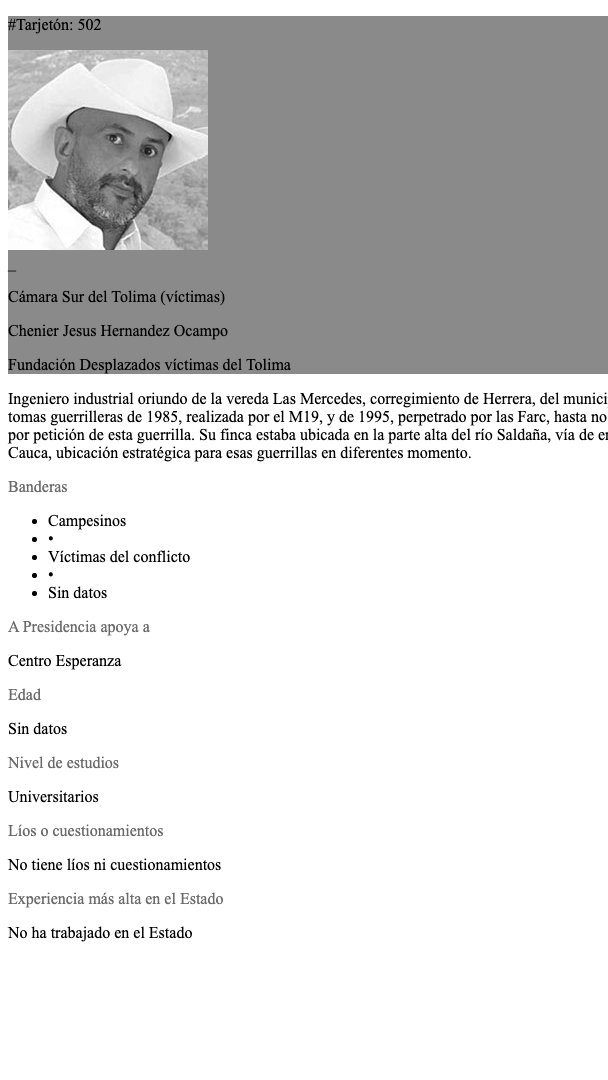 #Tarjetón: 502
_
Cámara Sur del Tolima (víctimas)
Chenier Jesus Hernandez Ocampo
Fundación Desplazados víctimas del Tolima
Ingeniero industrial oriundo de la vereda Las Mercedes, corregimiento de Herrera, del munici
tomas guerrilleras de 1985, realizada por el M19, y de 1995, perpetrado por las Farc, hasta no
por petición de esta guerrilla. Su finca estaba ubicada en la parte alta del río Saldaña, vía de
Cauca, ubicación estratégica para esas guerrillas en diferentes momento.
Banderas
• Campesinos
• •
• Víctimas del conflicto
• •
• Sin datos
A Presidencia apoya a
Centro Esperanza
Edad
Sin datos
Nivel de estudios
Universitarios
Líos o cuestionamientos
No tiene líos ni cuestionamientos
Experiencia más alta en el Estado
No ha trabajado en el Estado